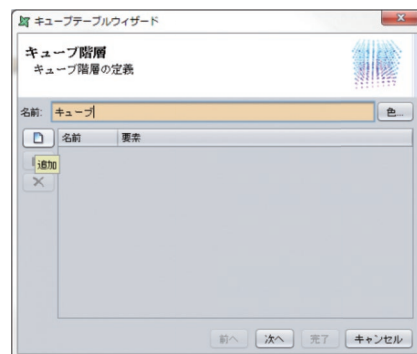 キューブテーブルウィザード
キューブ階層
キューブ階層の定義
名前: キューブ 色...
名前 要素
追加
前へ 次へ 完了 キャンセル